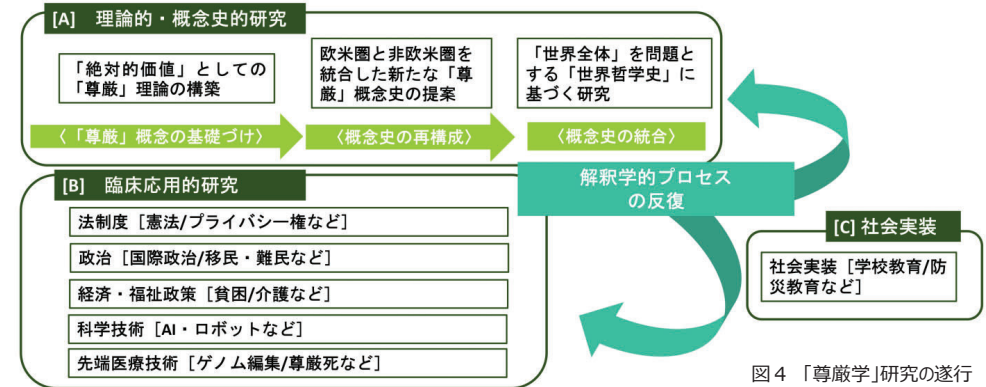 [A] 理論的・概念史的研究
「絶対的価値」としての
「尊厳」理論の構築
欧米圏と非欧米圏を
統合した新たな「尊
厳」概念史の提案
「世界全体」を問題と
する「世界哲学史」に
基づく研究
〈「尊厳」概念の基礎づけ〉
〈概念史の再構成〉
〈概念史の統合〉
解釈学的プロセス
の反復
[B] 臨床応用的研究
法制度［憲法/プライバシー権など］
政治［国際政治/移民・難民など］
経済・福祉政策［貧困/介護など］
科学技術［AI・ロボットなど］
先端医療技術［ゲノム編集/尊厳死など］
[C] 社会実装
社会実装［学校教育/防
災教育など］
図4 「尊厳学」研究の遂行